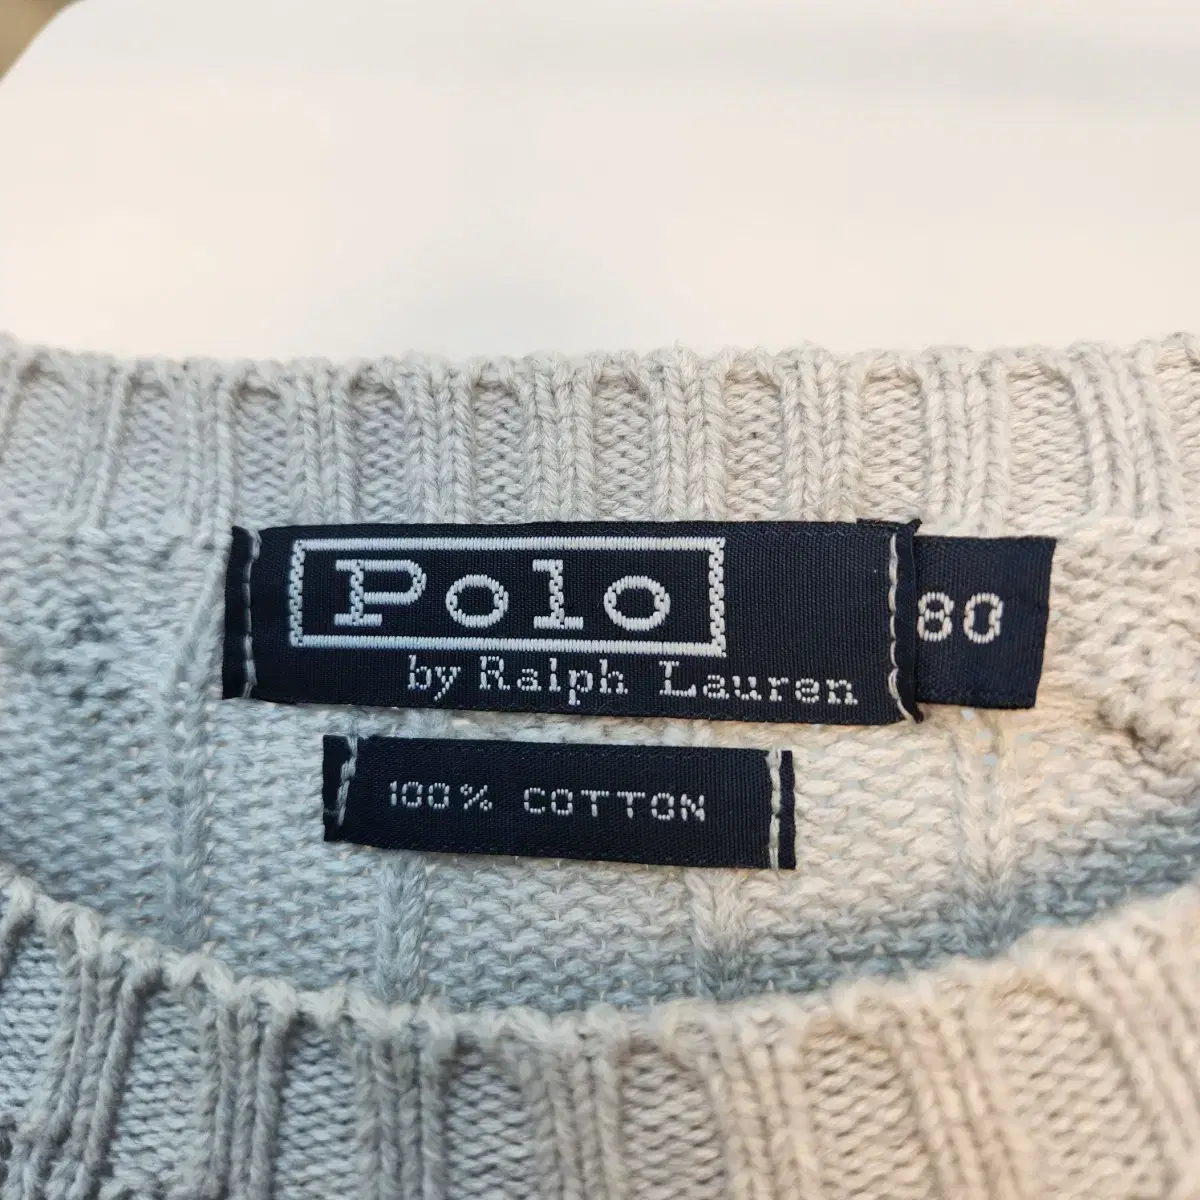 Polo
by Ralph Lauren
80
100% COTTON